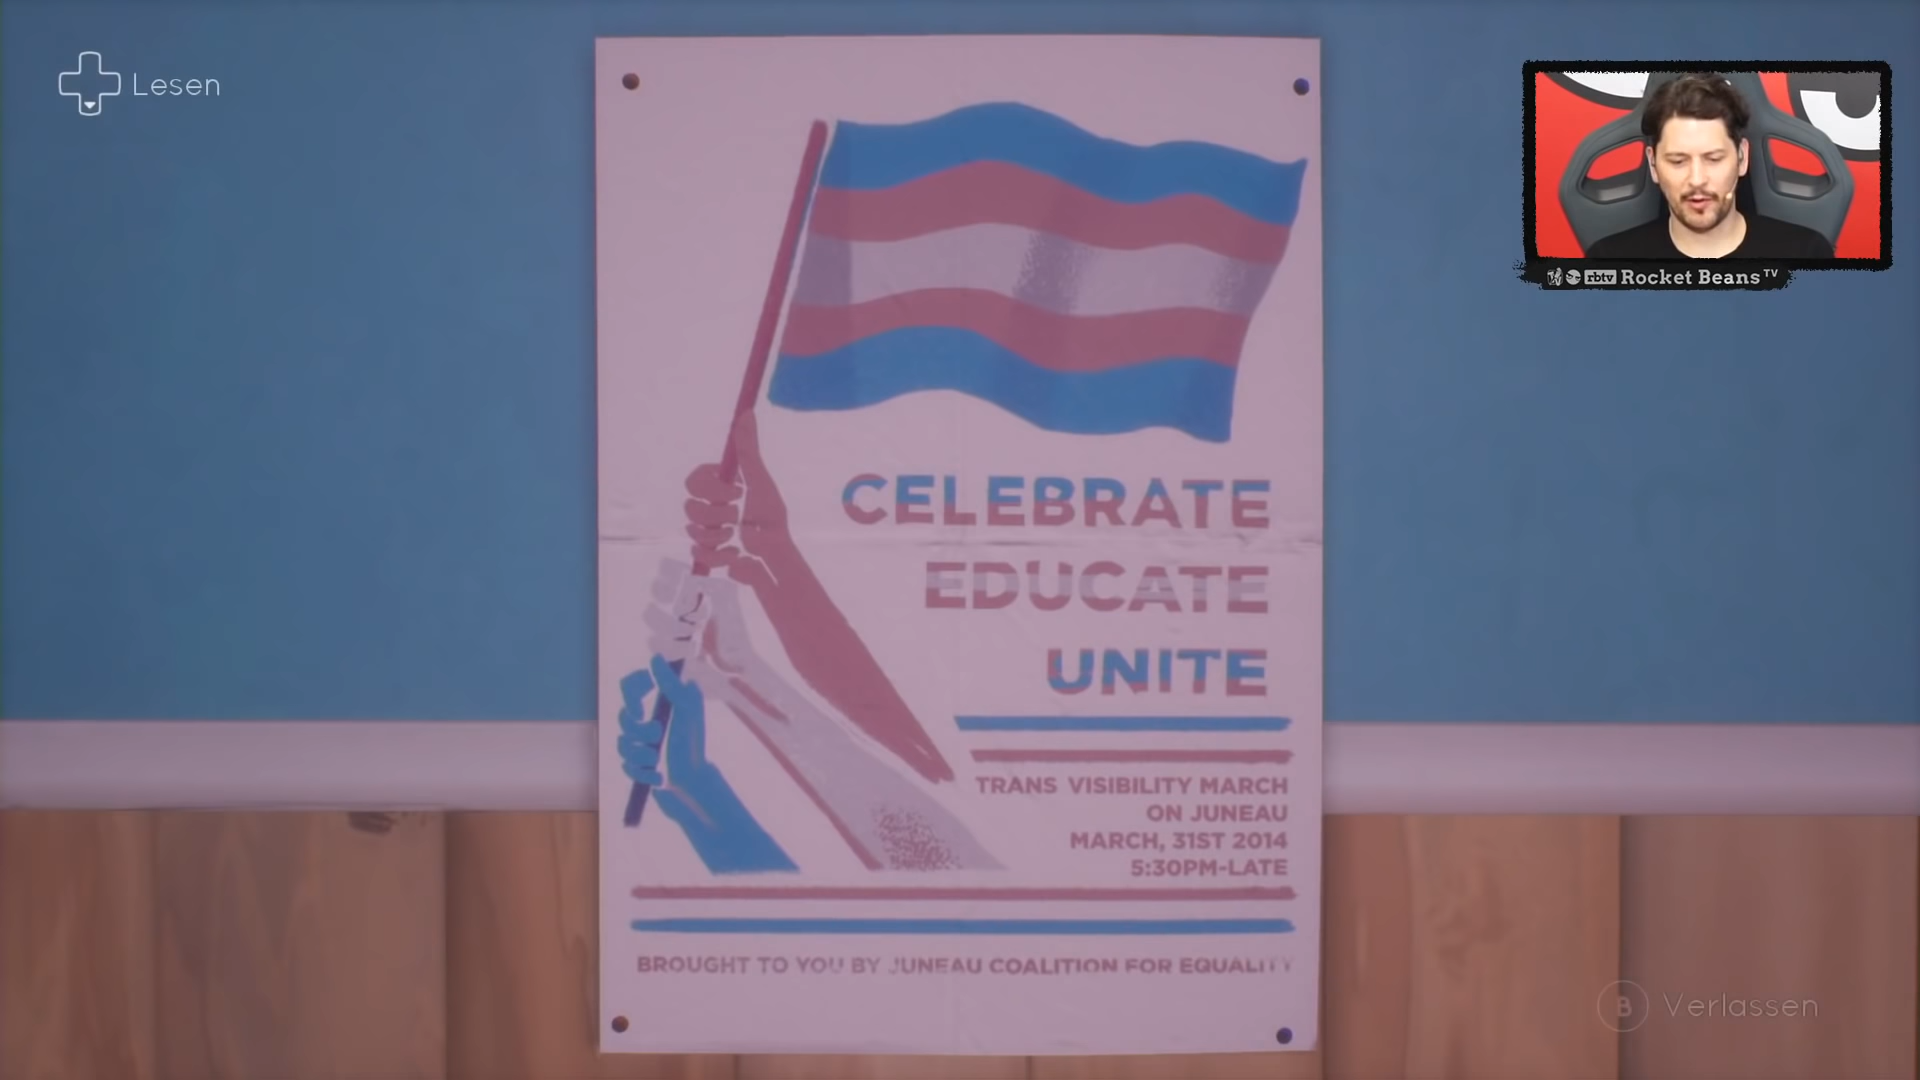 Lesen
CELEBRATE
EDUCATE
UNITE
TRANS VISIBILITY MARCH
ON JUNEAU
MARCH, 31ST 2014
5:30PM-LATE
BROUGHT TO YOU BY JUNEAU COALITION FOR EQUALITY
rbtv Rocket Beans TV
B Verlassen